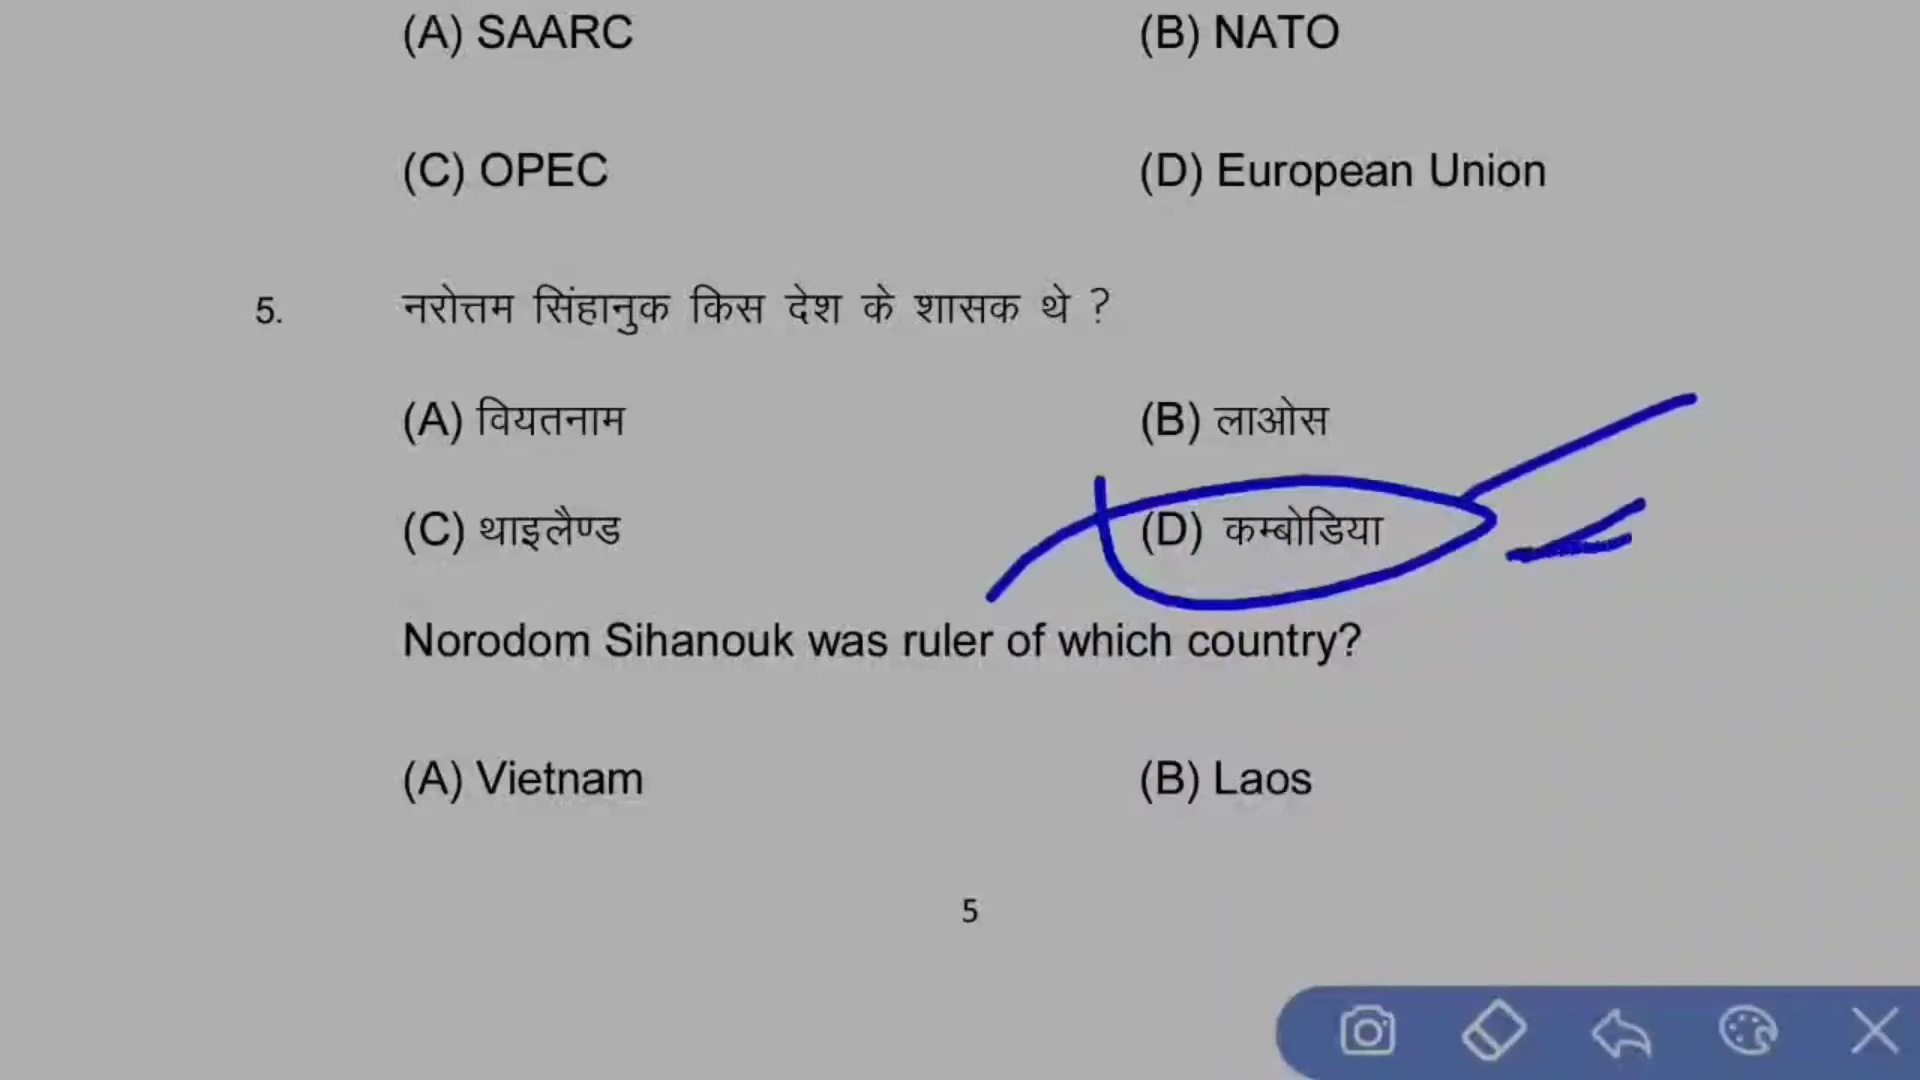 (A) SAARC (B) NATO
(C) OPEC (D) European Union
5. नरोत्तम सिंहानुक किस देश के शासक थे ?
(A) वियतनाम (B) लाओस
(C) थाइलैण्ड (D) कम्बोडिया
Norodom Sihanouk was ruler of which country?
(A) Vietnam (B) Laos
5